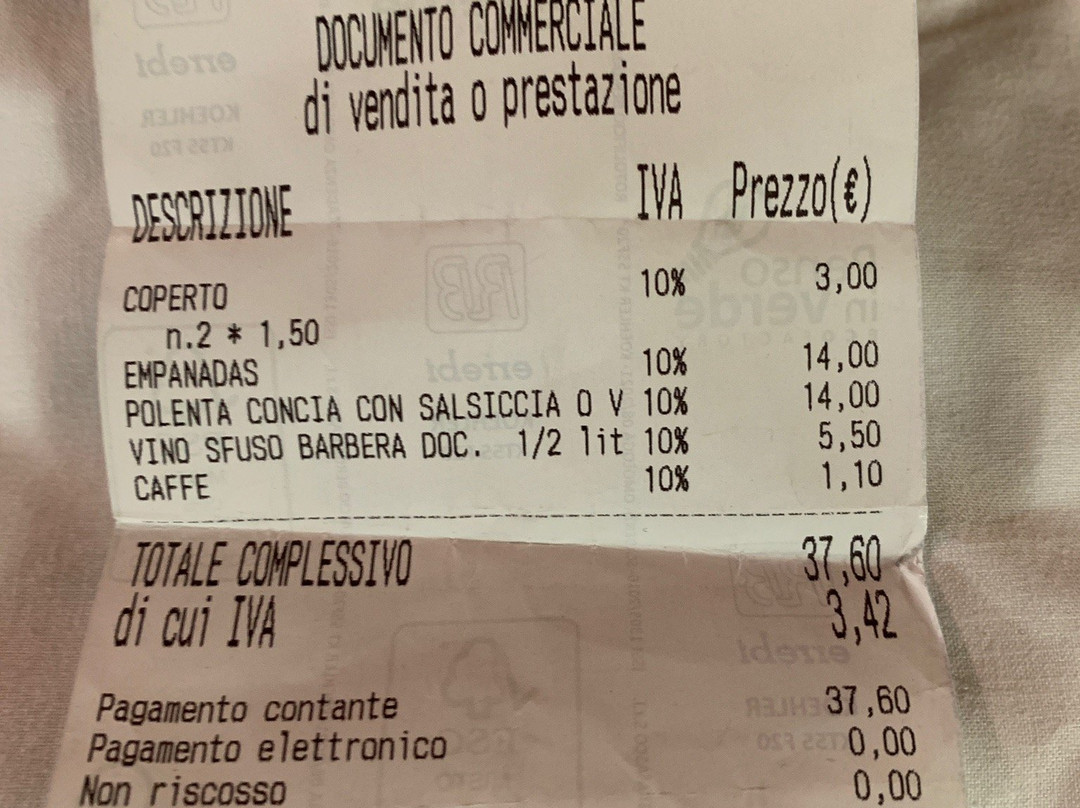 DOCUMENTO COMMERCIALE
di vendita o prestazione
DESCRIZIONE IVA Prezzo(€)
COPERTO 10% 3,00
n.2 * 1,50
EMPANADAS 10% 14,00
POLENTA CONCIA CON SALSICCIA O V 10% 14,00
VINO SFUSO BARBERA DOC. 1/2 lit 10% 5,50
CAFFE 10% 1,10
TOTALE COMPLESSIVO 37,60
di cui IVA 3,42
Pagamento contante 37,60
Pagamento elettronico 0,00
Non riscosso 0,00